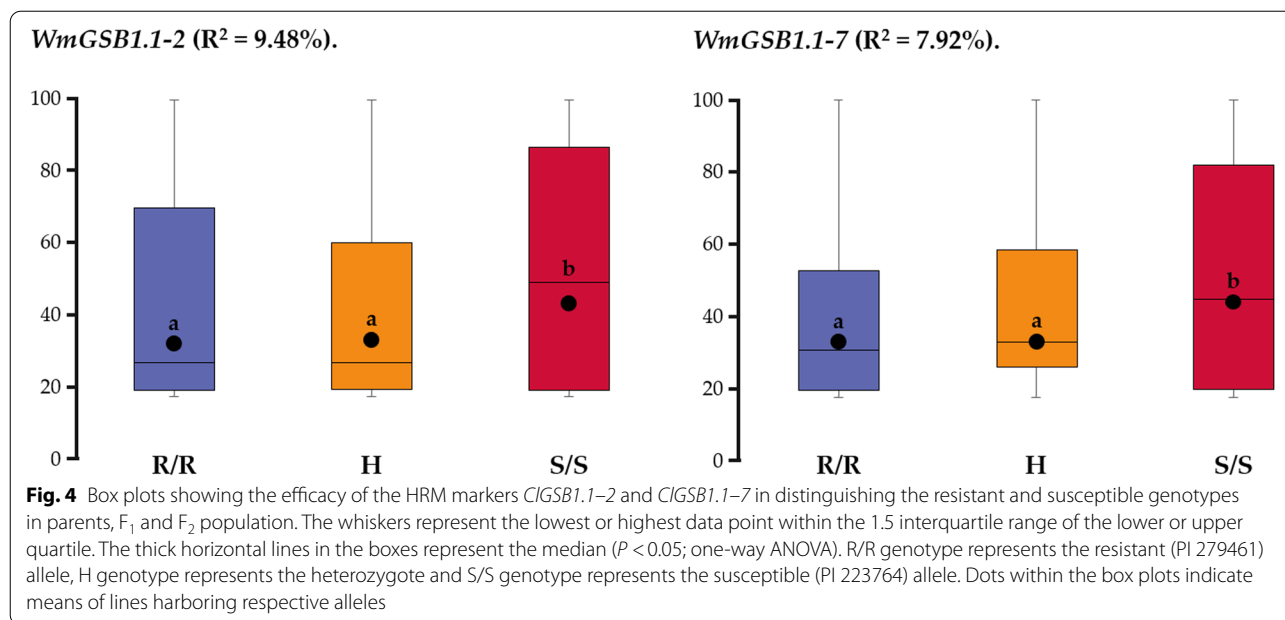 WmGSB1.1-2 (R² = 9.48%).
100
80
60
40
20
0
a
a
b
R/R H S/S
WmGSB1.1-7 (R² = 7.92%).
100
80
60
40
20
0
a
a
b
R/R H S/S
Fig. 4 Box plots showing the efficacy of the HRM markers ClGSB1.1–2 and ClGSB1.1–7 in distinguishing the resistant and susceptible genotypes
in parents, F₁ and F₂ population. The whiskers represent the lowest or highest data point within the 1.5 interquartile range of the lower or upper
quartile. The thick horizontal lines in the boxes represent the median (P < 0.05; one-way ANOVA). R/R genotype represents the resistant (PI 279461)
allele, H genotype represents the heterozygote and S/S genotype represents the susceptible (PI 223764) allele. Dots within the box plots indicate
means of lines harboring respective alleles